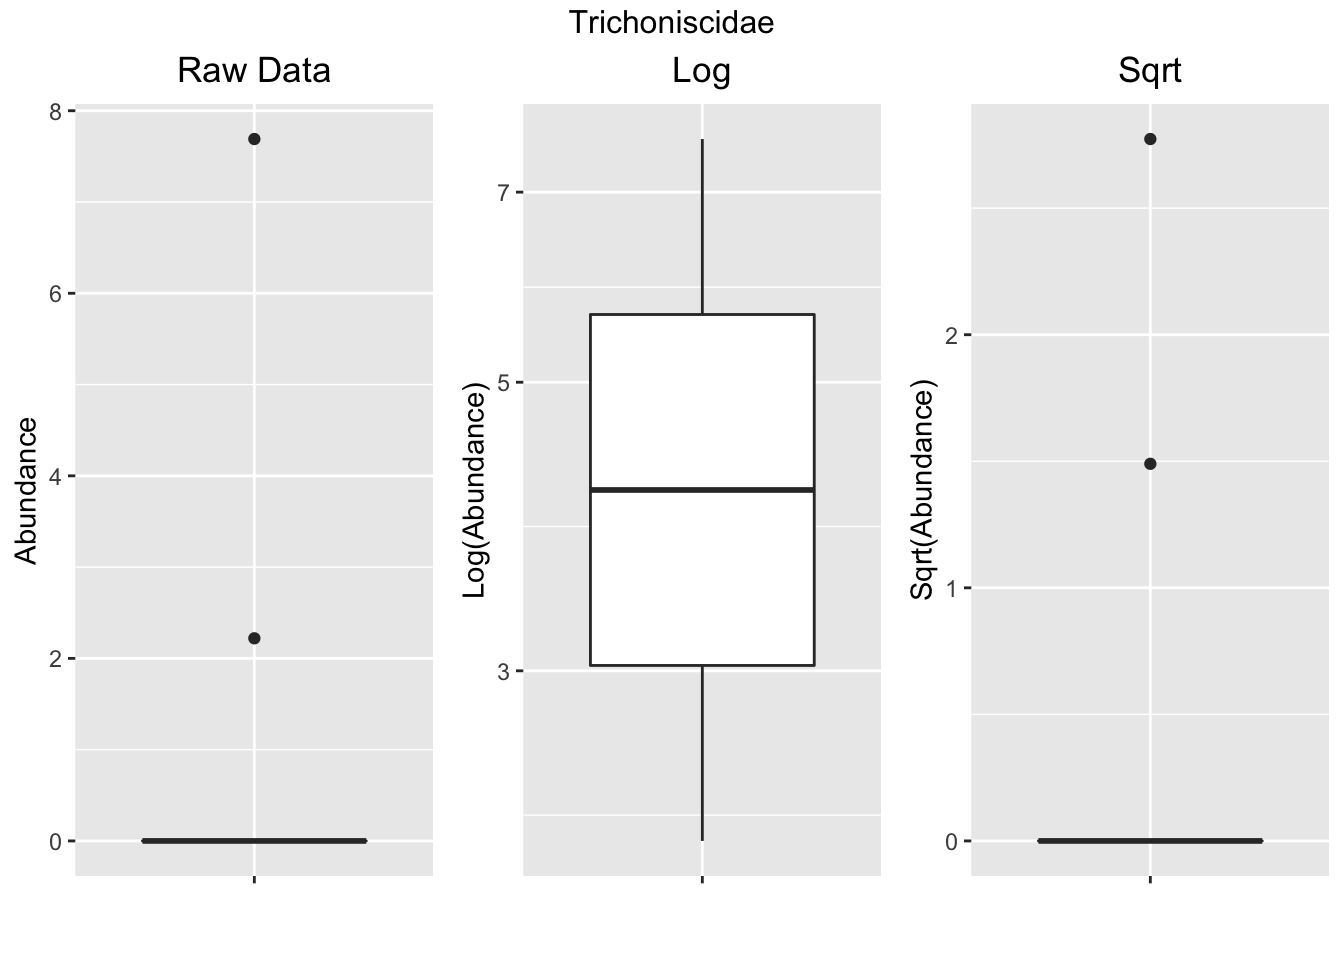 Trichoniscidae
Raw Data
Log
Sqrt
8
6
4
2
0
Abundance
7
5
3
Log(Abundance)
2
1
0
Sqrt(Abundance)